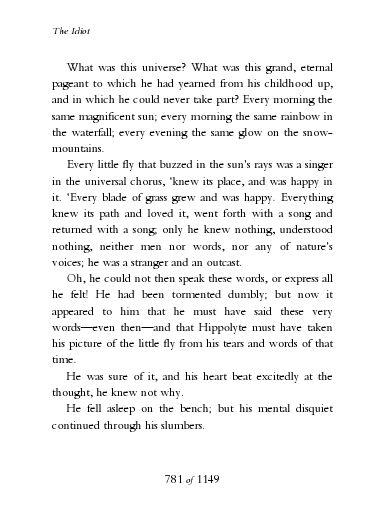 The Idiot
What was this universe? What was this grand, eternal
pageant to which he had yearned from his childhood up,
and in which he could never take part? Every morning the
same magnificent sun; every morning the same rainbow in
the waterfall; every evening the same glow on the snow-
mountains.
Every little fly that buzzed in the sun's rays was a singer
in the universal chorus, 'knew its place, and was happy in
it. 'Every blade of grass grew and was happy. Everything
knew its path and loved it, went forth with a song and
returned with a song; only he knew nothing, understood
nothing, neither men nor words, nor any of nature's
voices; he was a stranger and an outcast.
Oh, he could not then speak these words, or express all
he felt! He had been tormented dumbly; but now it
appeared to him that he must have said these very
words—even then—and that Hippolyte must have taken
his picture of the little fly from his tears and words of that
time.
He was sure of it, and his heart beat excitedly at the
thought, he knew not why.
He fell asleep on the bench; but his mental disquiet
continued through his slumbers.
781 of 1149